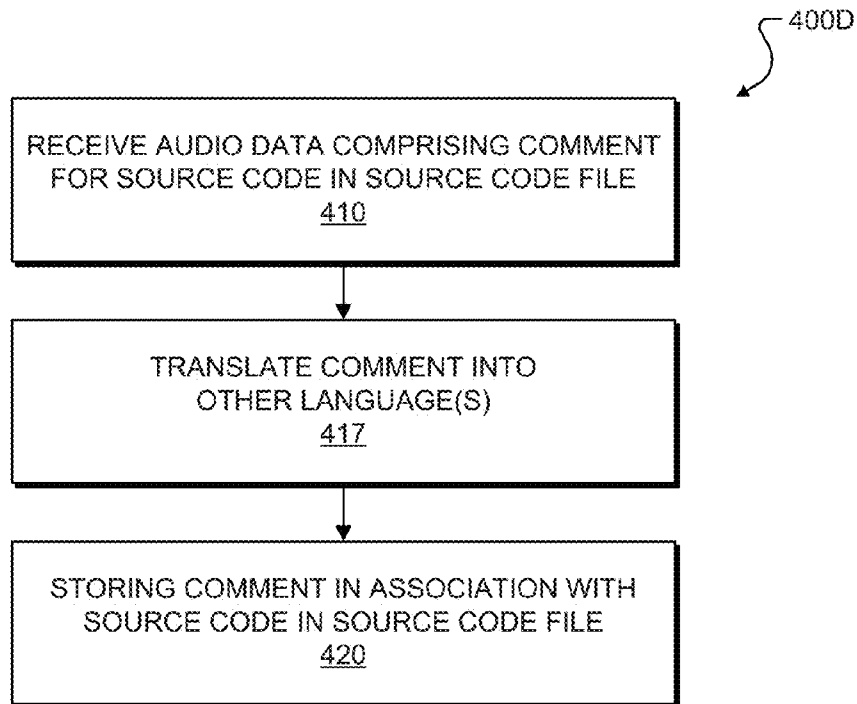 400D
RECEIVE AUDIO DATA COMPRISING COMMENT
FOR SOURCE CODE IN SOURCE CODE FILE
410
TRANSLATE COMMENT INTO
OTHER LANGUAGE(S)
417
STORING COMMENT IN ASSOCIATION WITH
SOURCE CODE IN SOURCE CODE FILE
420